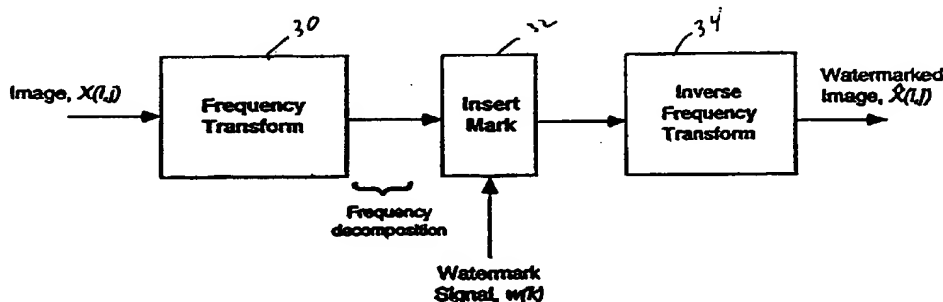 30
32
34
Image, X(i,j)
Frequency
Transform
Insert
Mark
Inverse
Frequency
Transform
Watermarked
Image, X̂(i,j)
Frequency
decomposition
Watermark
Signal, w(k)